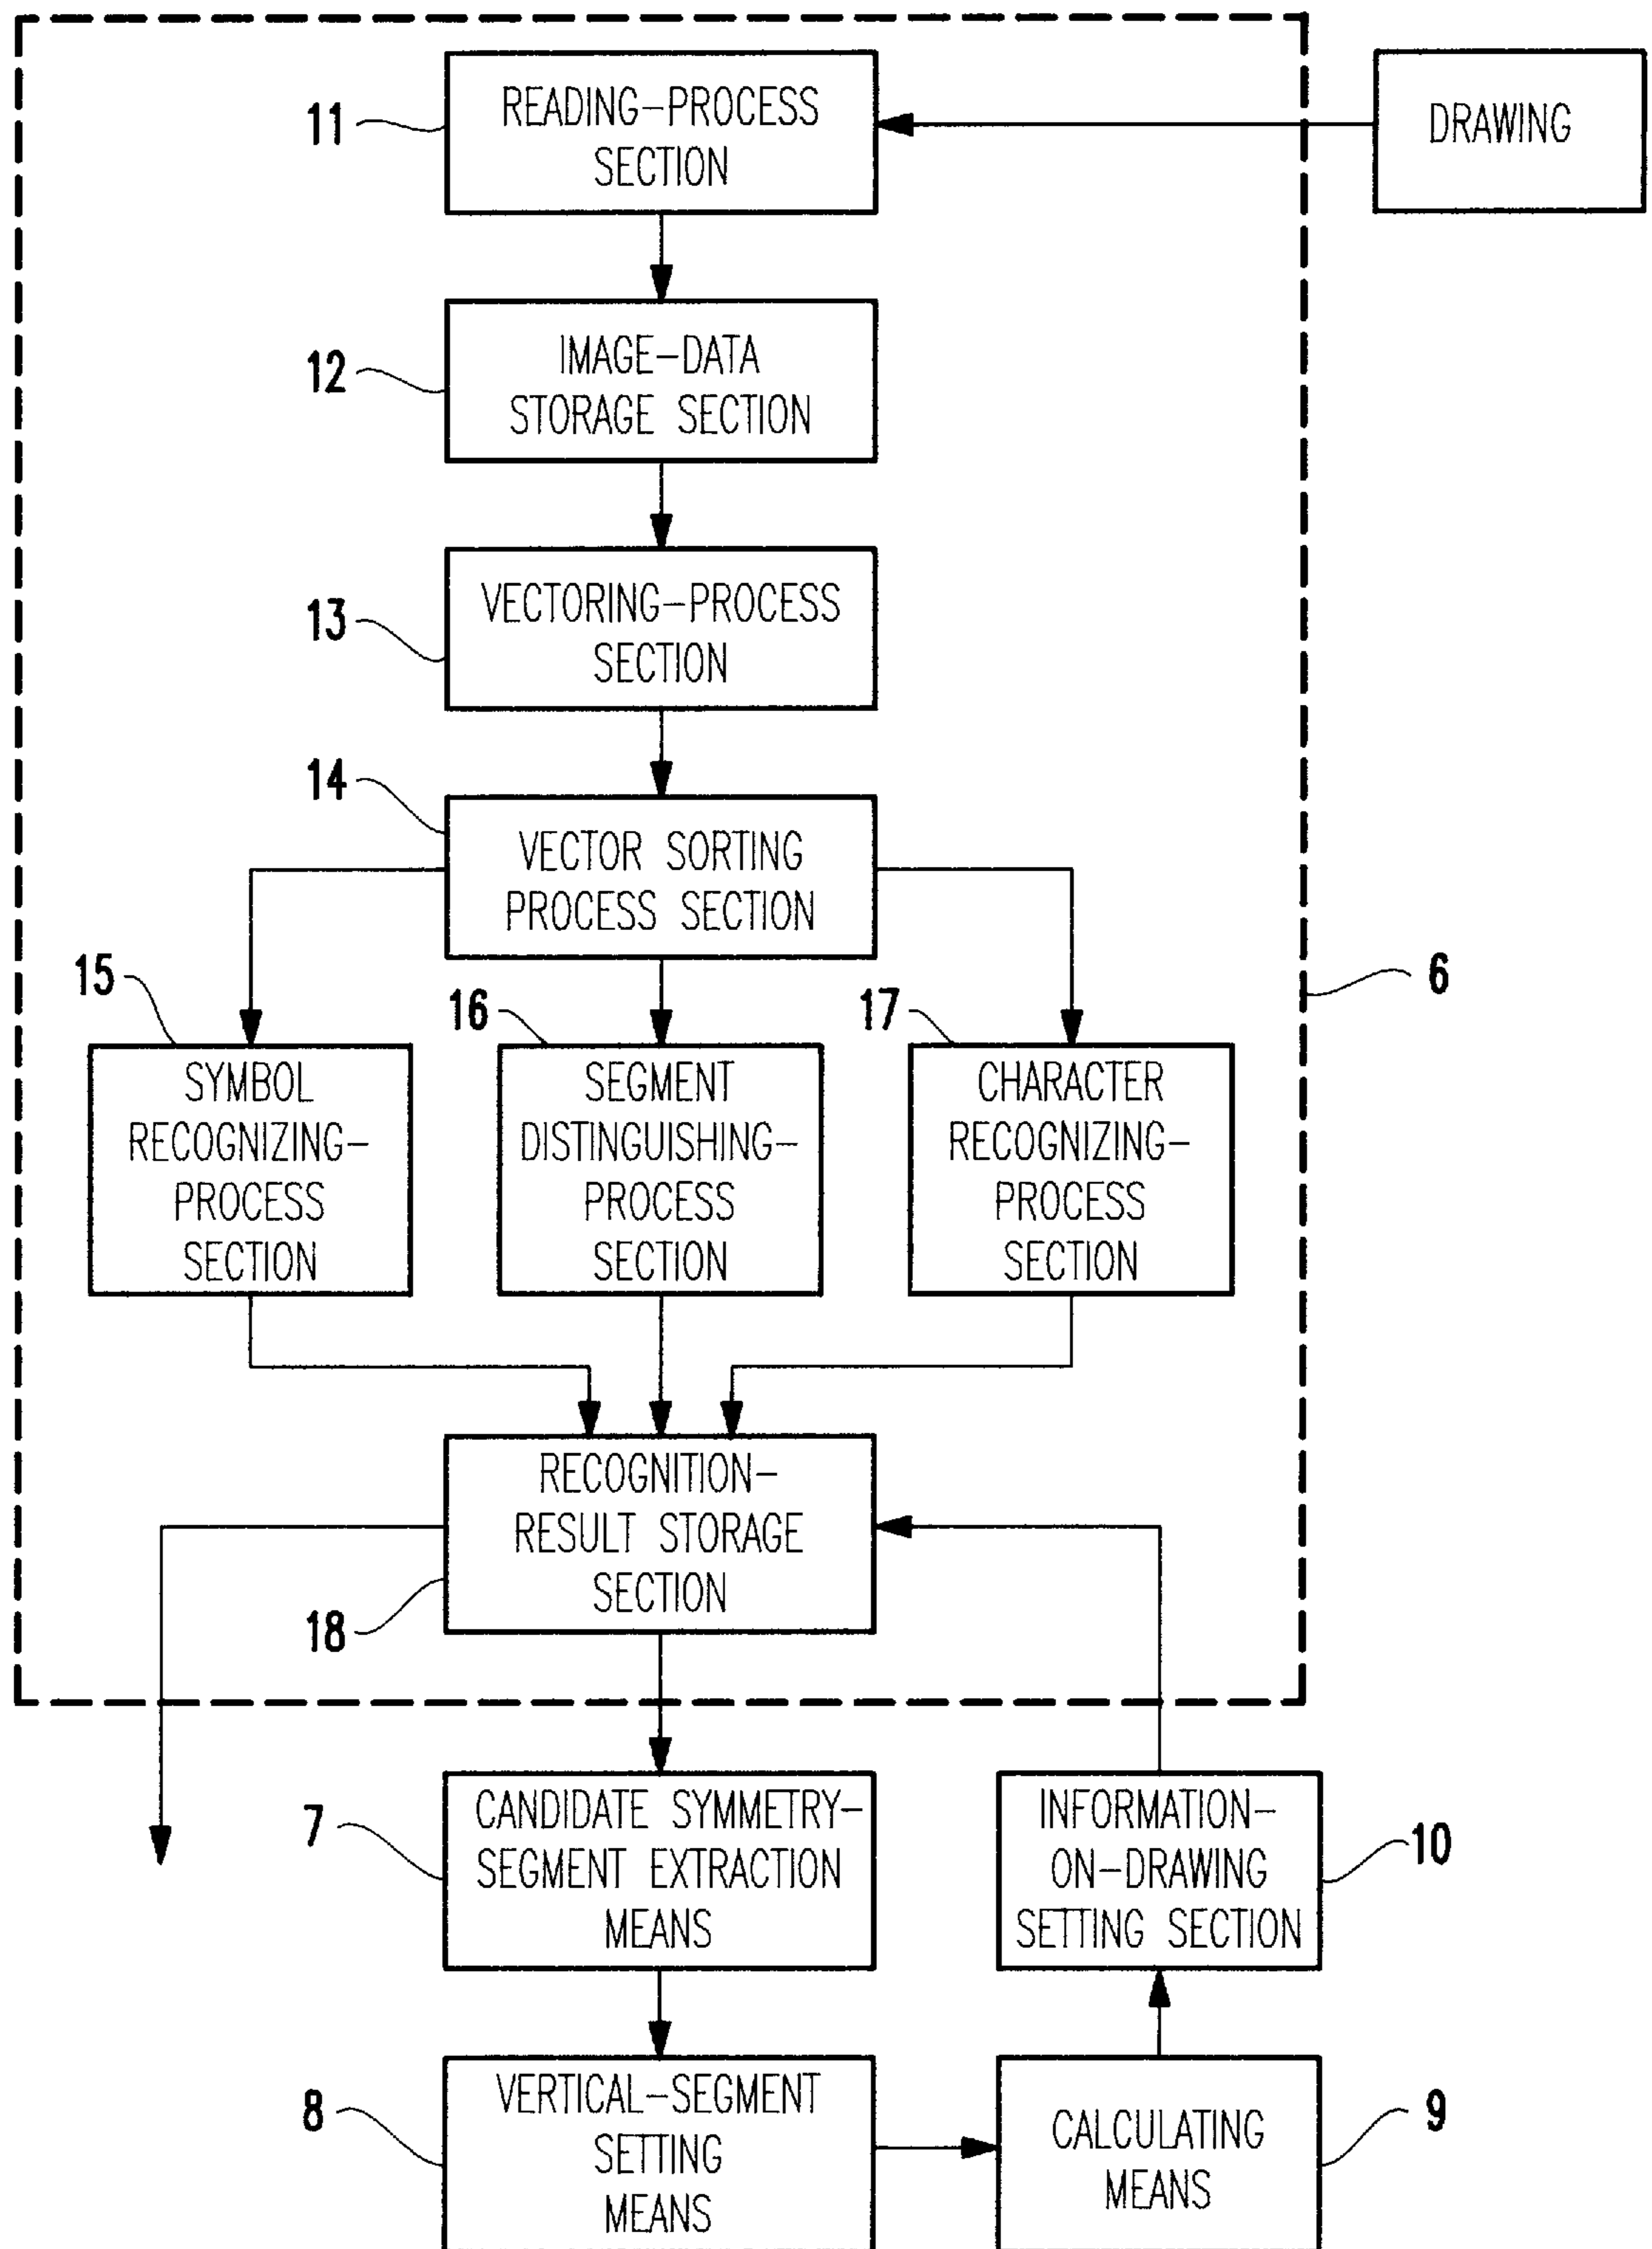 11
READING-PROCESS
SECTION
DRAWING
12
IMAGE-DATA
STORAGE SECTION
13
VECTORING-PROCESS
SECTION
14
VECTOR SORTING
PROCESS SECTION
6
15
SYMBOL
RECOGNIZING-
PROCESS
SECTION
16
SEGMENT
DISTINGUISHING-
PROCESS
SECTION
17
CHARACTER
RECOGNIZING-
PROCESS
SECTION
RECOGNITION-
RESULT STORAGE
SECTION
18
7
CANDIDATE SYMMETRY-
SEGMENT EXTRACTION
MEANS
INFORMATION-
ON-DRAWING
SETTING SECTION
10
8
VERTICAL-SEGMENT
SETTING
MEANS
CALCULATING
MEANS
9